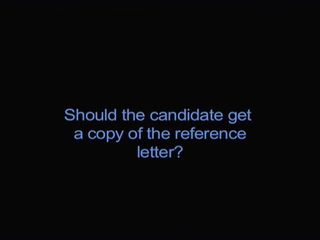 Should the candidate get
a copy of the reference
letter?